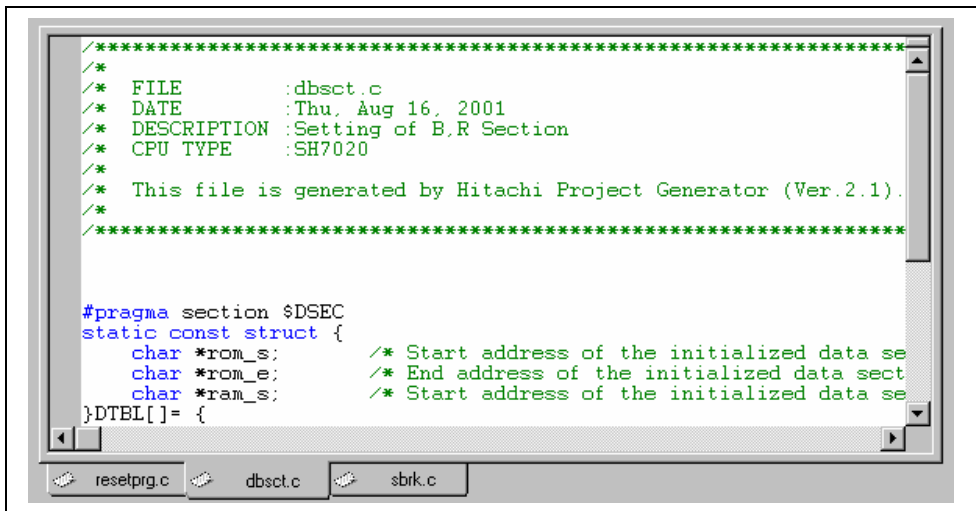 /******************************************************************
/*
/*  FILE        :dbsct.c
/*  DATE        :Thu, Aug 16, 2001
/*  DESCRIPTION :Setting of B,R Section
/*  CPU TYPE    :SH7020
/*
/*  This file is generated by Hitachi Project Generator (Ver.2.1).
/*
/******************************************************************
#pragma section $DSEC
static const struct {
    char *rom_s;       /* Start address of the initialized data se
    char *rom_e;       /* End address of the initialized data sect
    char *ram_s;       /* Start address of the initialized data se
}DTBL[]= {
resetprg.c dbsct.c sbrk.c